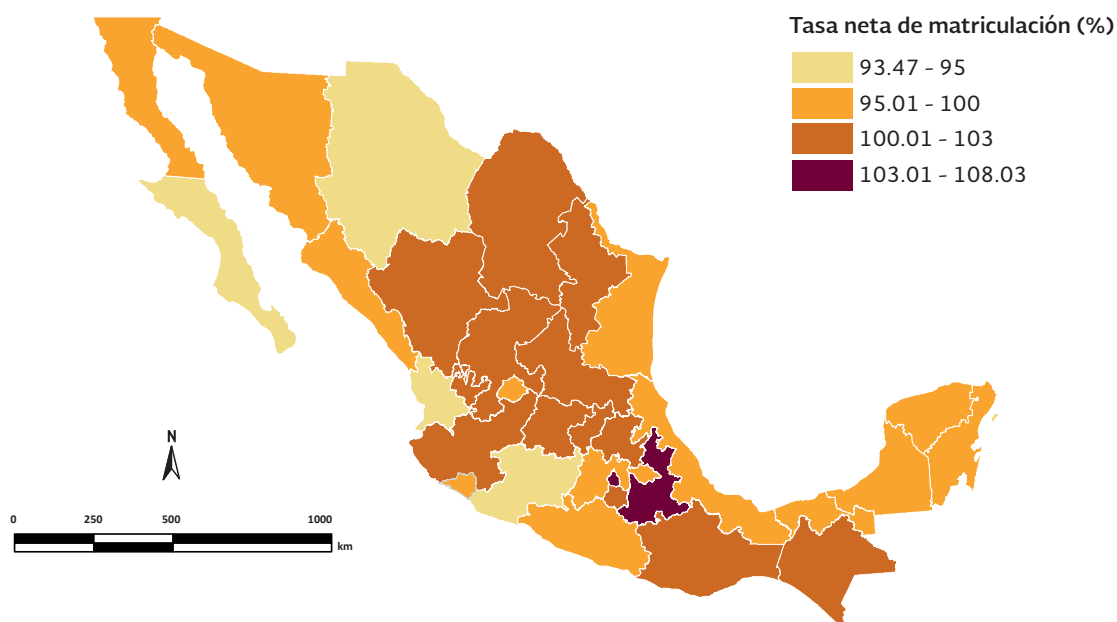 Tasa neta de matriculación (%)
93.47 - 95
95.01 - 100
100.01 - 103
103.01 - 108.03
N
0 250 500 1000
km